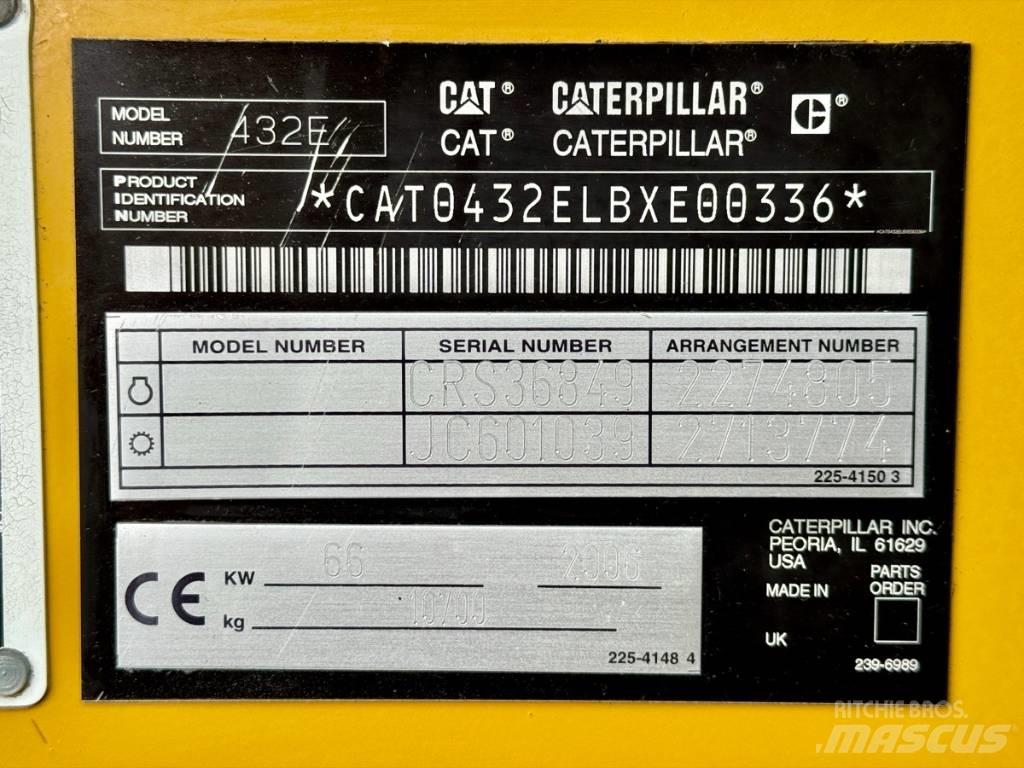 MODEL NUMBER 432E
CAT® CATERPILLAR® C®
CAT® CATERPILLAR®
PRODUCT IDENTIFICATION NUMBER *CAT0432ELBXE00336*
*CAT0432ELBXE00336*
MODEL NUMBER SERIAL NUMBER ARRANGEMENT NUMBER
CRS36849 2274805
JC601039 2713774
225-4150 3
CE
KW 66 2006
kg 10700
225-4148 4
CATERPILLAR INC.
PEORIA, IL 61629
USA
MADE IN
UK
PARTS
ORDER
239-6989
RITCHIE BROS.
MASCUS